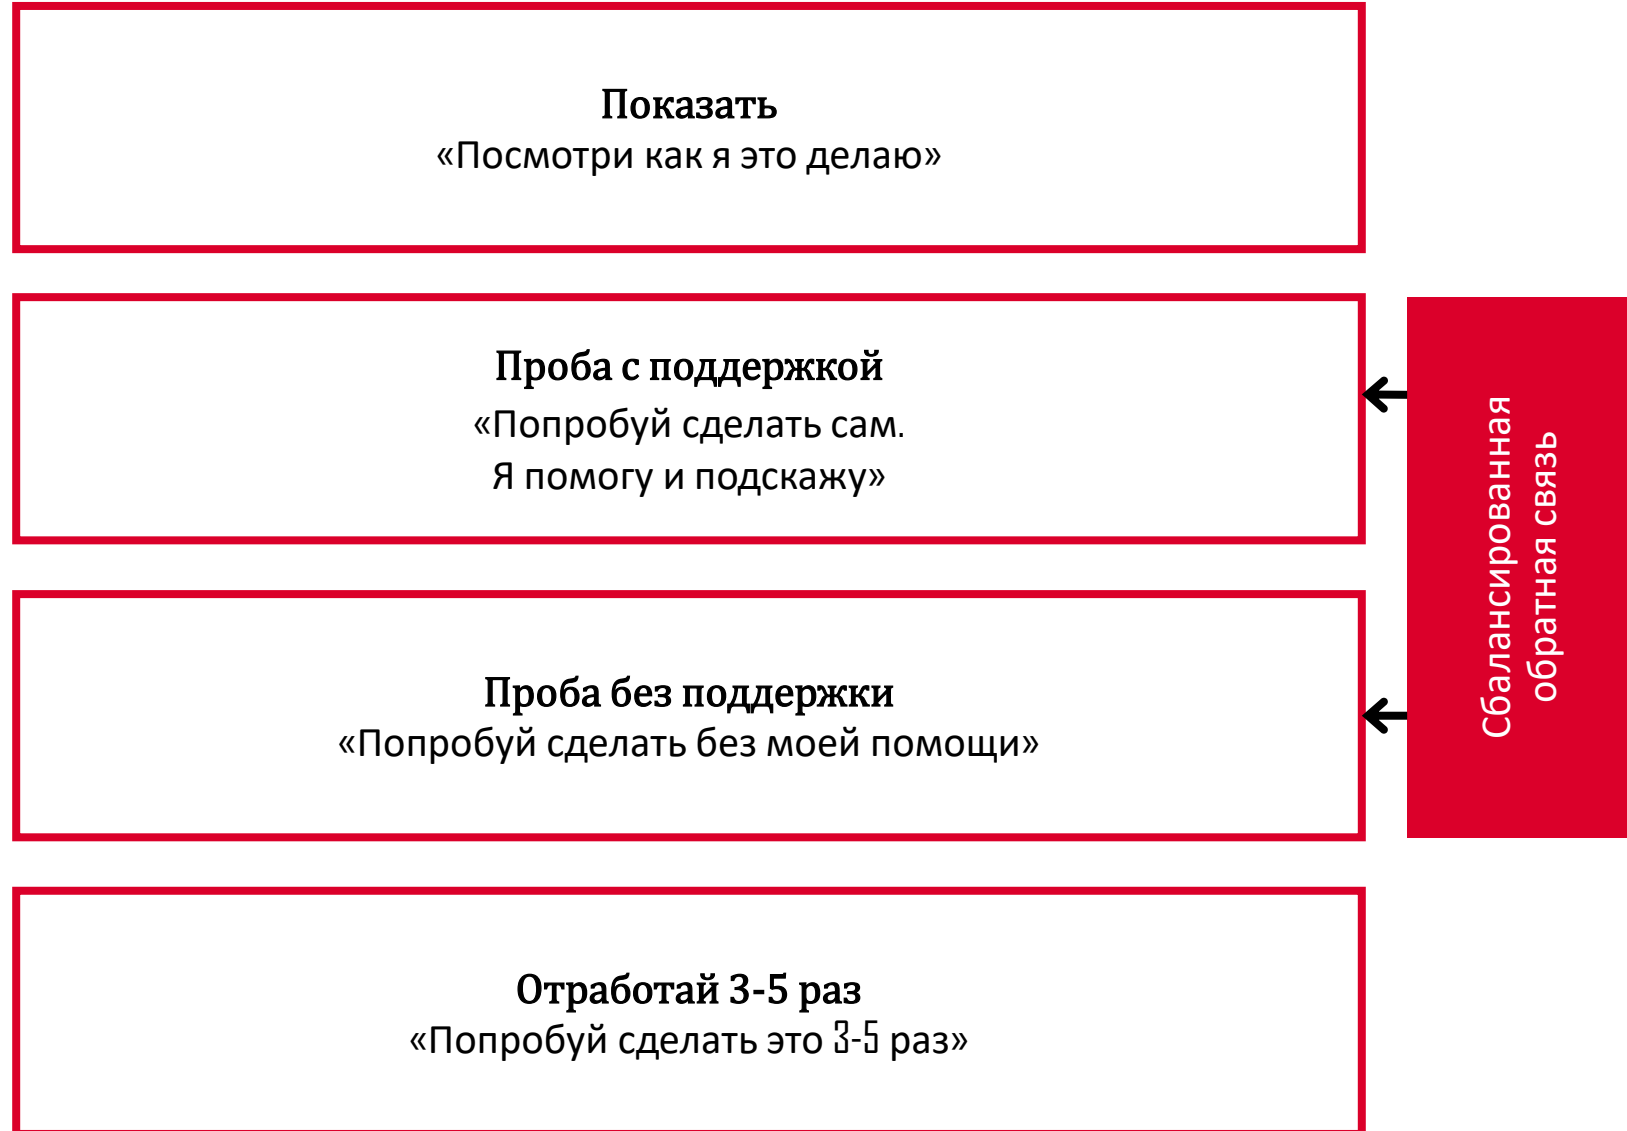 Показать
«Посмотри как я это делаю»
Проба с поддержкой
«Попробуй сделать сам.
Я помогу и подскажу»
Проба без поддержки
«Попробуй сделать без моей помощи»
Отработай 3-5 раз
«Попробуй сделать это 3-5 раз»
Сбалансированная
обратная связь